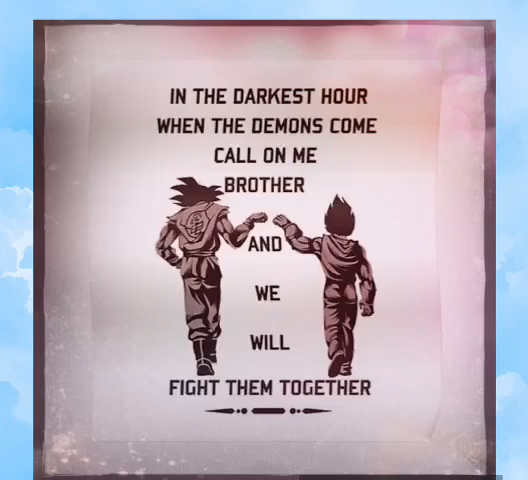 IN THE DARKEST HOUR
WHEN THE DEMONS COME
CALL ON ME
BROTHER
AND
WE
WILL
FIGHT THEM TOGETHER